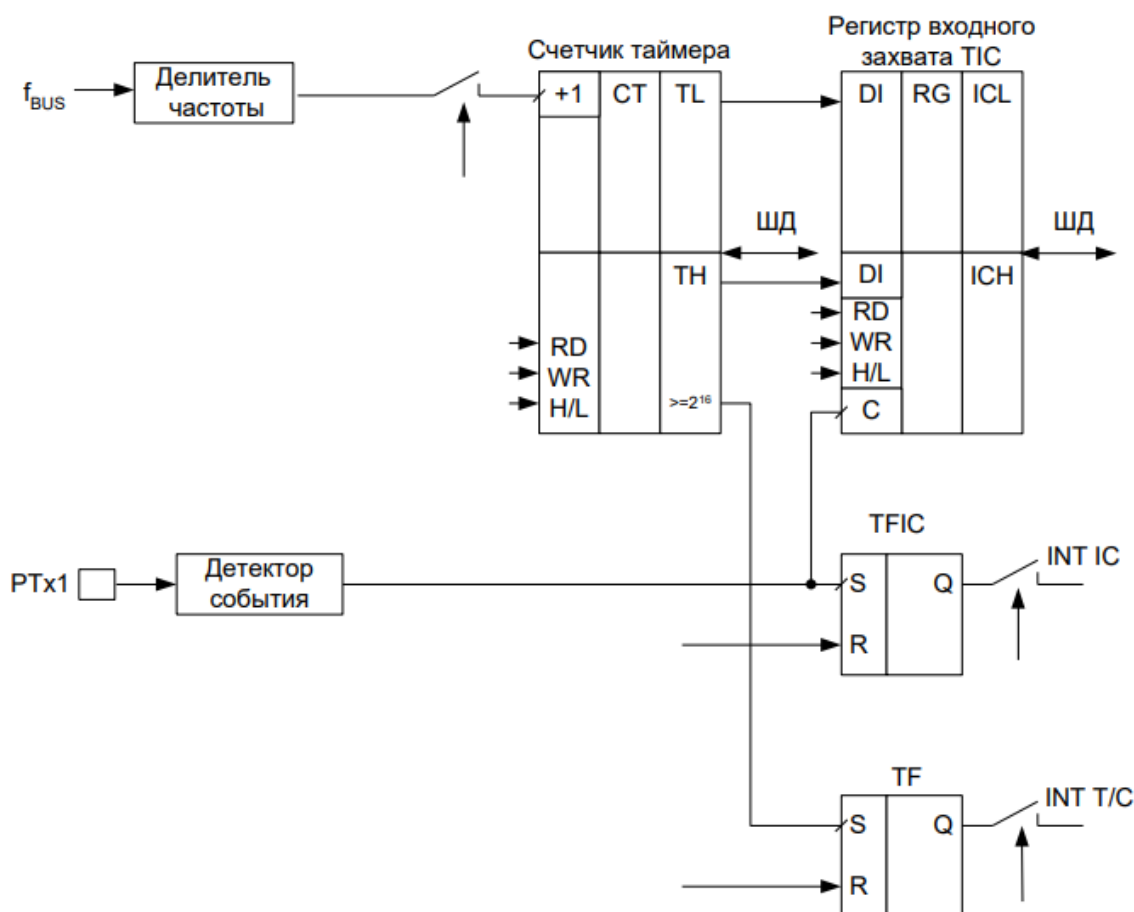 Счетчик таймера
Регистр входного
захвата TIC
f_BUS
Делитель
частоты
+1 CT TL
DI RG ICL
ШД
ШД
TH
DI
ICH
RD
WR
H/L
RD
WR
H/L
>=2¹⁶
C
TFIC
PTx1
Детектор
события
S Q
INT IC
R
TF
S Q
INT T/C
R